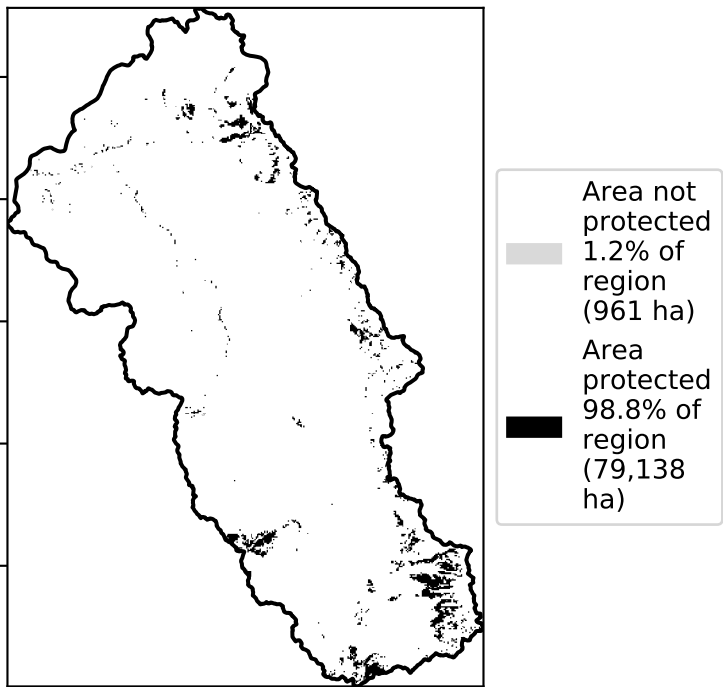 Area not
protected
1.2% of
region
(961 ha)
Area
protected
98.8% of
region
(79,138
ha)